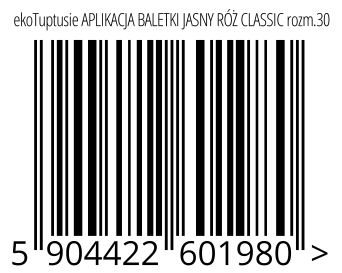 ekoTuptusie APLIKACJA BALETKI JASNY RÓŻ CLASSIC rozm.30
5 904422 601980 >